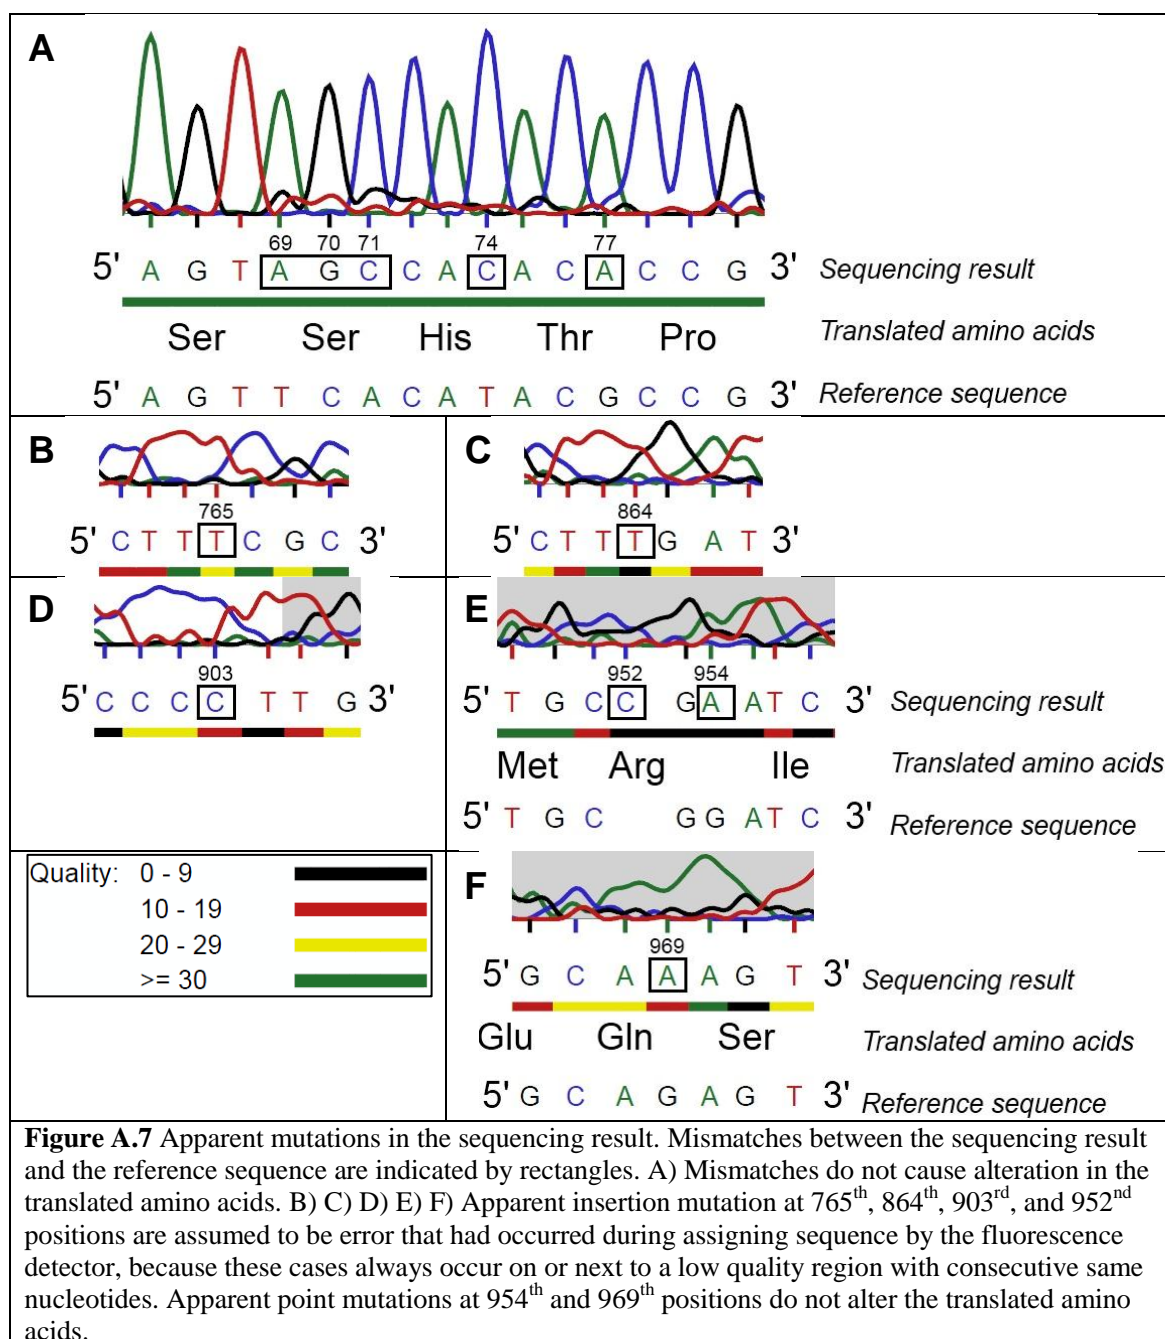 A
69 70 71 74 77
5' A G T A G C C A C A C A C C G 3' Sequencing result
Ser Ser His Thr Pro Translated amino acids
5' A G T T C A C A T A C G C C G 3' Reference sequence
B
765
5' C T T T C G C 3'
C
864
5' C T T T G A T 3'
D
903
5' C C C C T T G 3'
E
952 954
5' T G C C G A A T C 3' Sequencing result
Met Arg Ile Translated amino acids
5' T G C G G A T C 3' Reference sequence
Quality: 0 - 9
10 - 19
20 - 29
>= 30
F
969
5' G C A A A G T 3' Sequencing result
Glu Gln Ser Translated amino acids
5' G C A G A G T 3' Reference sequence
Figure A.7 Apparent mutations in the sequencing result. Mismatches between the sequencing result
and the reference sequence are indicated by rectangles. A) Mismatches do not cause alteration in the
translated amino acids. B) C) D) E) F) Apparent insertion mutation at 765th, 864th, 903rd, and 952nd
positions are assumed to be error that had occurred during assigning sequence by the fluorescence
detector, because these cases always occur on or next to a low quality region with consecutive same
nucleotides. Apparent point mutations at 954th and 969th positions do not alter the translated amino
acids.